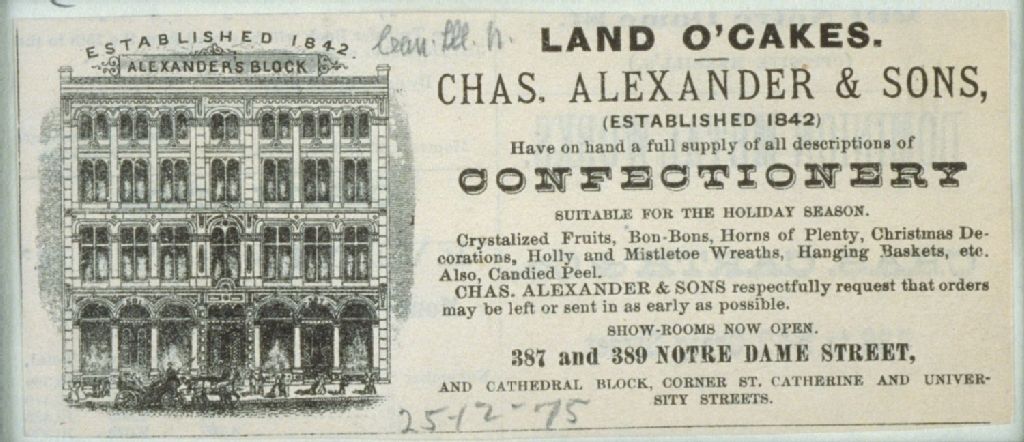 ESTABLISHED 1842
ALEXANDER'S BLOCK
Can. Ill. N.
LAND O'CAKES.
CHAS. ALEXANDER & SONS,
(ESTABLISHED 1842)
Have on hand a full supply of all descriptions of
CONFECTIONERY
SUITABLE FOR THE HOLIDAY SEASON.
Crystalized Fruits, Bon-Bons, Horns of Plenty, Christmas De-
corations, Holly and Mistletoe Wreaths, Hanging Baskets, etc.
Also, Candied Peel.
CHAS. ALEXANDER & SONS respectfully request that orders
may be left or sent in as early as possible.
SHOW-ROOMS NOW OPEN.
387 and 389 NOTRE DAME STREET,
AND CATHEDRAL BLOCK, CORNER ST. CATHERINE AND UNIVER-
SITY STREETS.
25-12-75